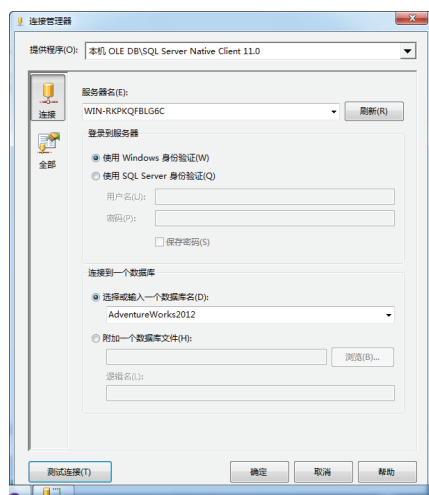 连接管理器
提供程序(O): 本机 OLE DB\SQL Server Native Client 11.0
连接
全部
服务器名(E):
WIN-RKPKQFBLG6C 刷新(R)
登录到服务器
使用 Windows 身份验证(W)
使用 SQL Server 身份验证(Q)
用户名(U):
密码(P):
保存密码(S)
连接到一个数据库
选择或输入一个数据库名(D):
AdventureWorks2012
附加一个数据库文件(H):
浏览(B)...
逻辑名(L):
测试连接(T) 确定 取消 帮助